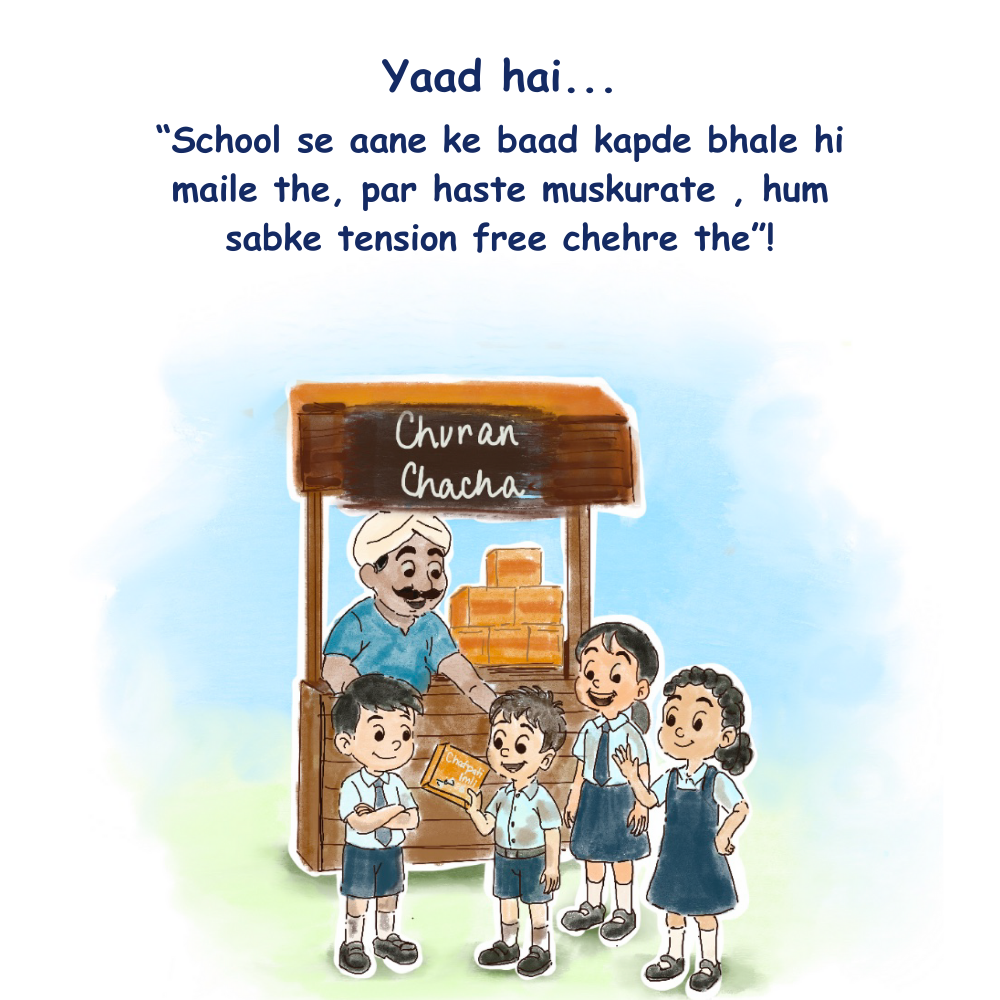 Yaad hai...
“School se aane ke baad kapde bhale hi
maile the, par haste muskurate , hum
sabke tension free chehre the”!
Churan
Chacha
Chatpati
Imli